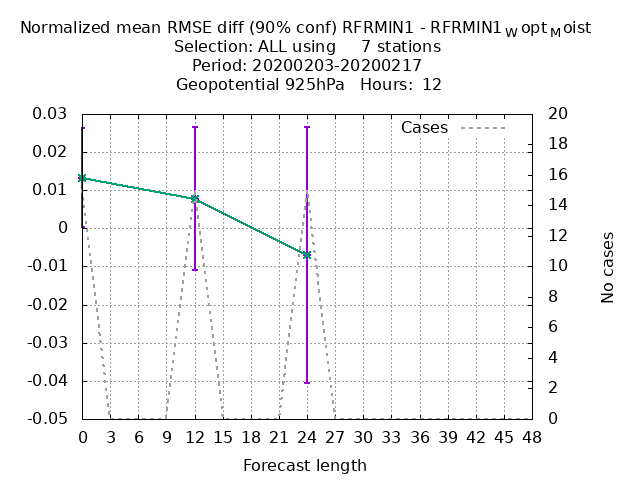 Normalized mean RMSE diff (90% conf) RFRMIN1 - RFRMIN1WoptMoist
Selection: ALL using 7 stations
Period: 20200203-20200217
Geopotential 925hPa Hours: 12
Cases
0.03
0.02
0.01
0
-0.01
-0.02
-0.03
-0.04
-0.05
20
18
16
14
12
10
8
6
4
2
0
No cases
0 3 6 9 12 15 18 21 24 27 30 33 36 39 42 45 48
Forecast length